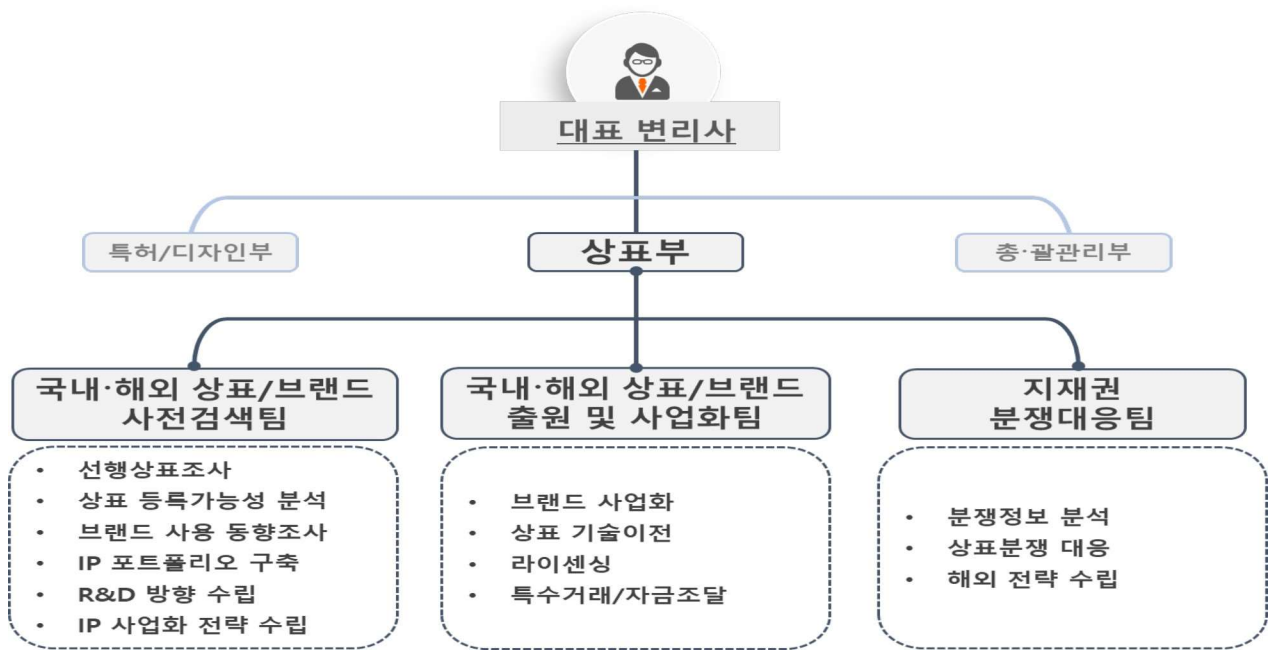 대표 변리사
특허/디자인부
상표부
총·괄관리부
국내·해외 상표/브랜드
사전검색팀
• 선행상표조사
• 상표 등록가능성 분석
• 브랜드 사용 동향조사
• IP 포트폴리오 구축
• R&D 방향 수립
• IP 사업화 전략 수립
국내·해외 상표/브랜드
출원 및 사업화팀
• 브랜드 사업화
• 상표 기술이전
• 라이센싱
• 특수거래/자금조달
지재권
분쟁대응팀
• 분쟁정보 분석
• 상표분쟁 대응
• 해외 전략 수립